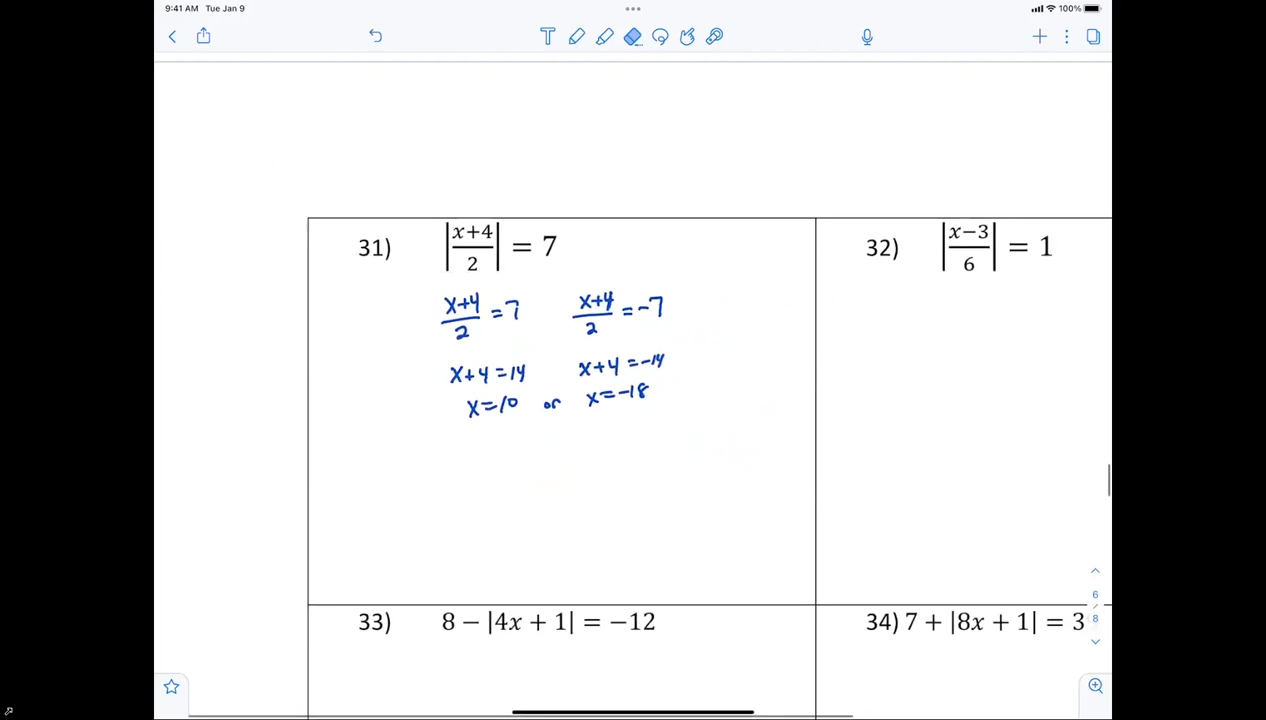 9:41 AM Tue Jan 9
100%
31) |x+4/2| = 7
32) |x−3/6| = 1
x+4/2 = 7 x+4/2 = -7
x+4 = 14 x+4 = -14
x = 10 or x = -18
33) 8 − |4x + 1| = −12
34) 7 + |8x + 1| = 3
6
/
8